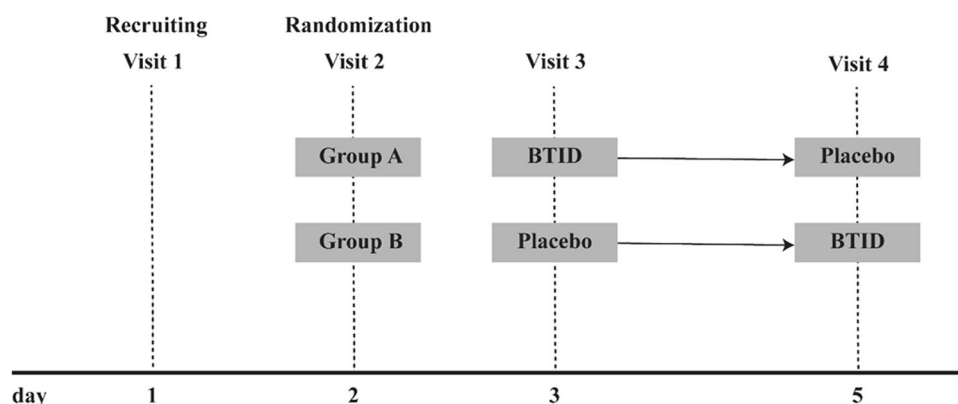 Recruiting Randomization
Visit 1 Visit 2 Visit 3 Visit 4
Group A BTID Placebo
Group B Placebo BTID
day 1 2 3 5